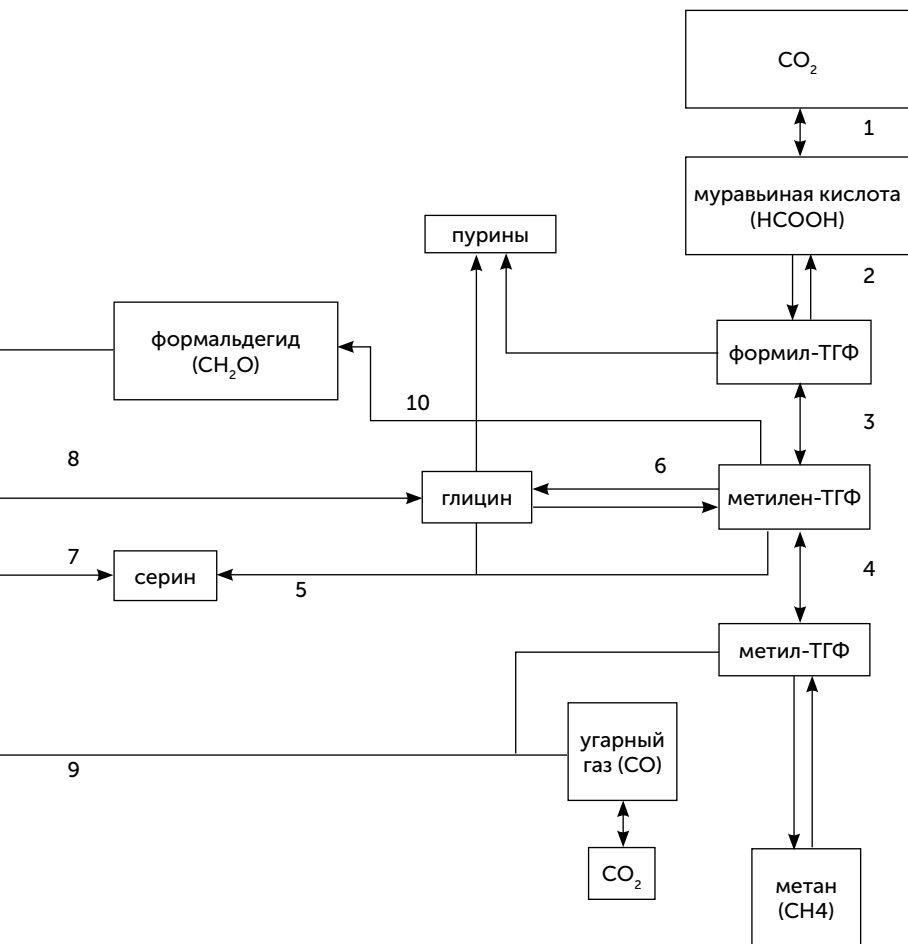 CO₂
1
муравьиная кислота
(HCOOH)
2
пурины
формальдегид
(CH₂O)
формил-ТГФ
10
3
8
6
глицин
метилен-ТГФ
7
серин
5
4
метил-ТГФ
угарный
газ (CO)
9
CO₂
метан
(CH4)